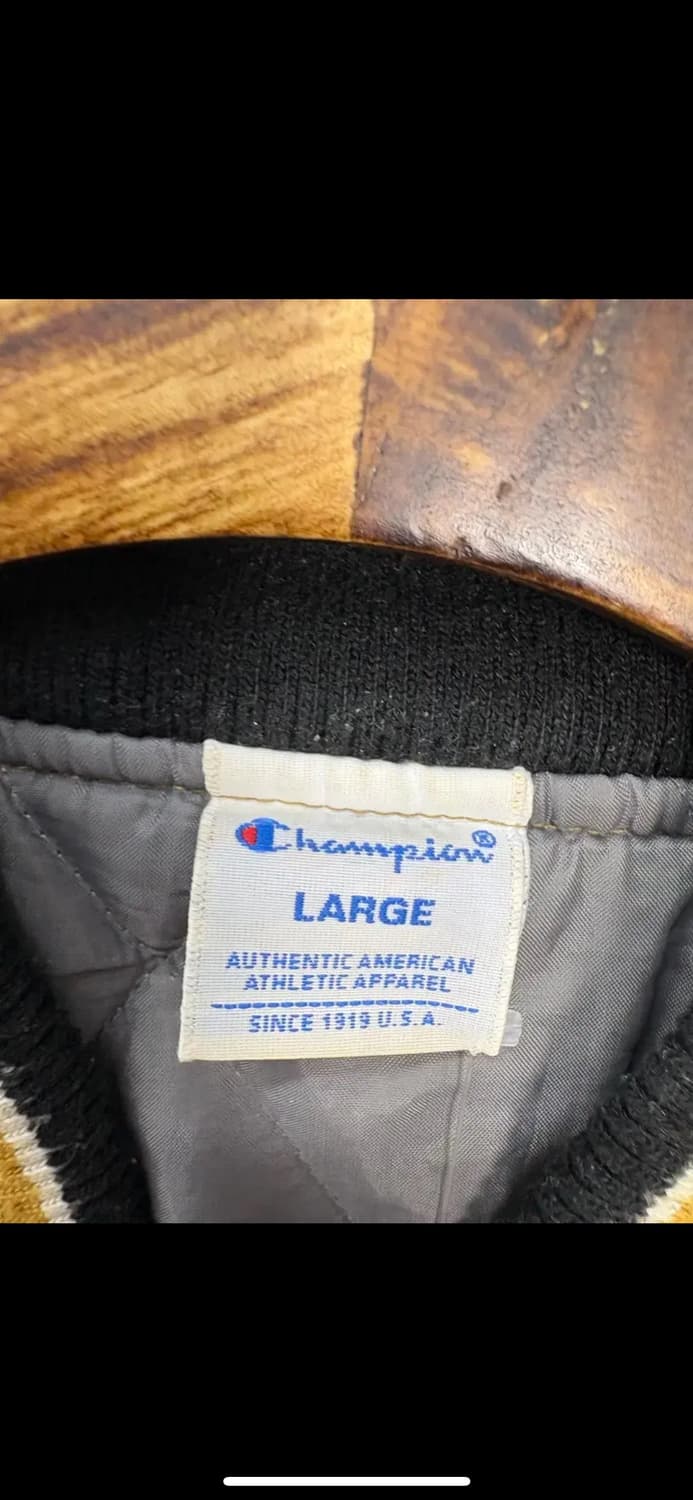 Champion®
LARGE
AUTHENTIC AMERICAN
ATHLETIC APPAREL
SINCE 1919 U.S.A.